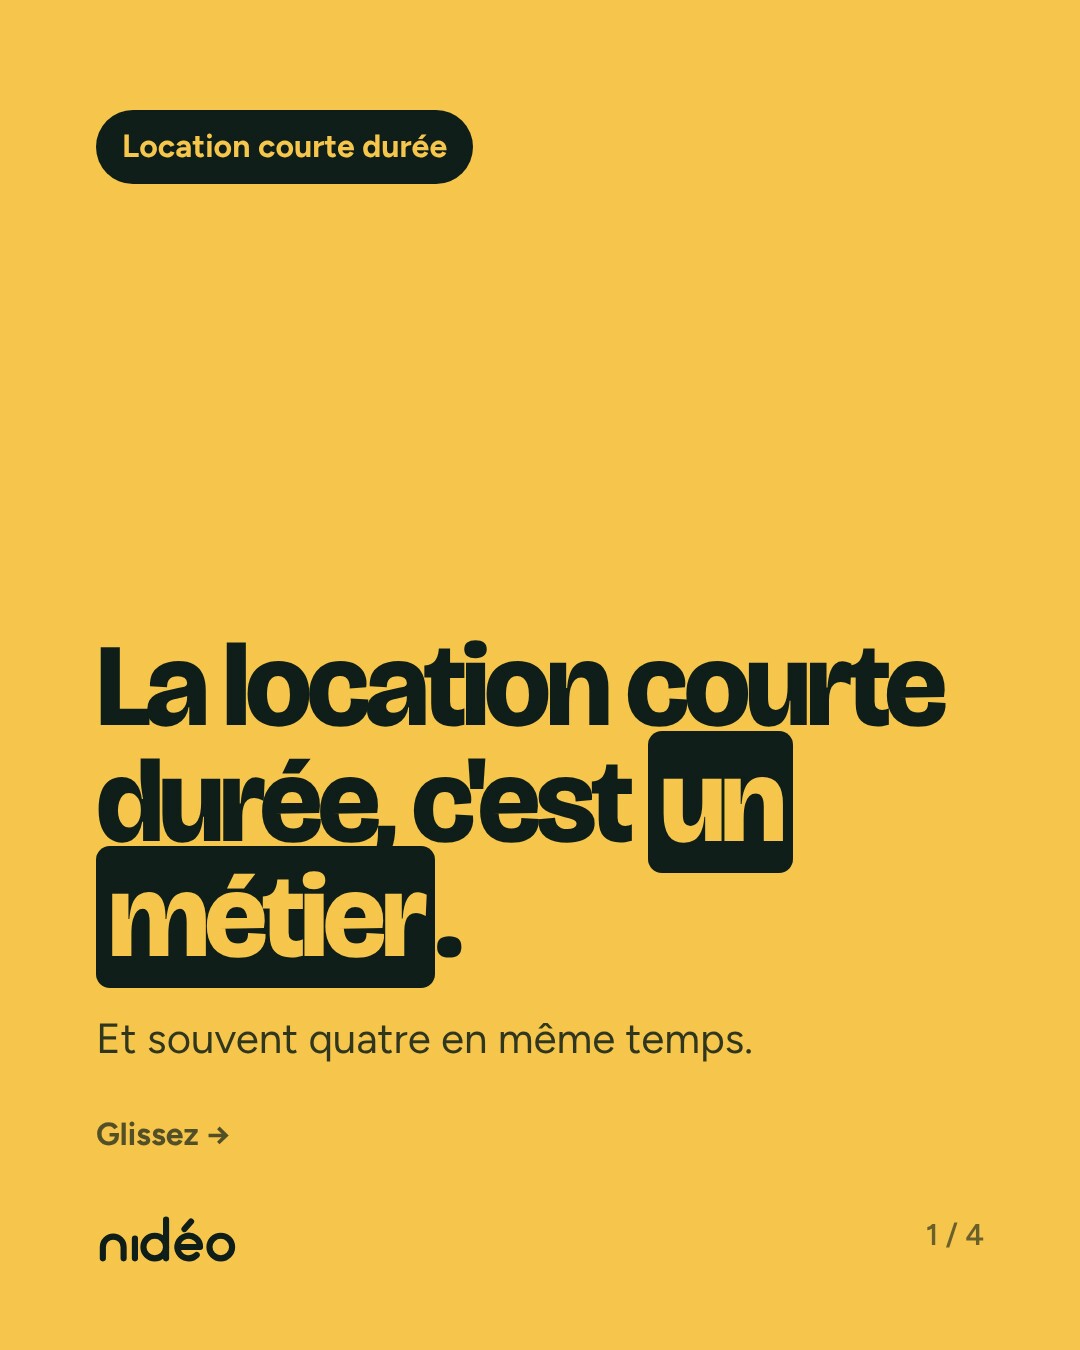 Location courte durée
La location courte
durée, c'est un
métier.
Et souvent quatre en même temps.
Glissez →
nidéo
1 / 4